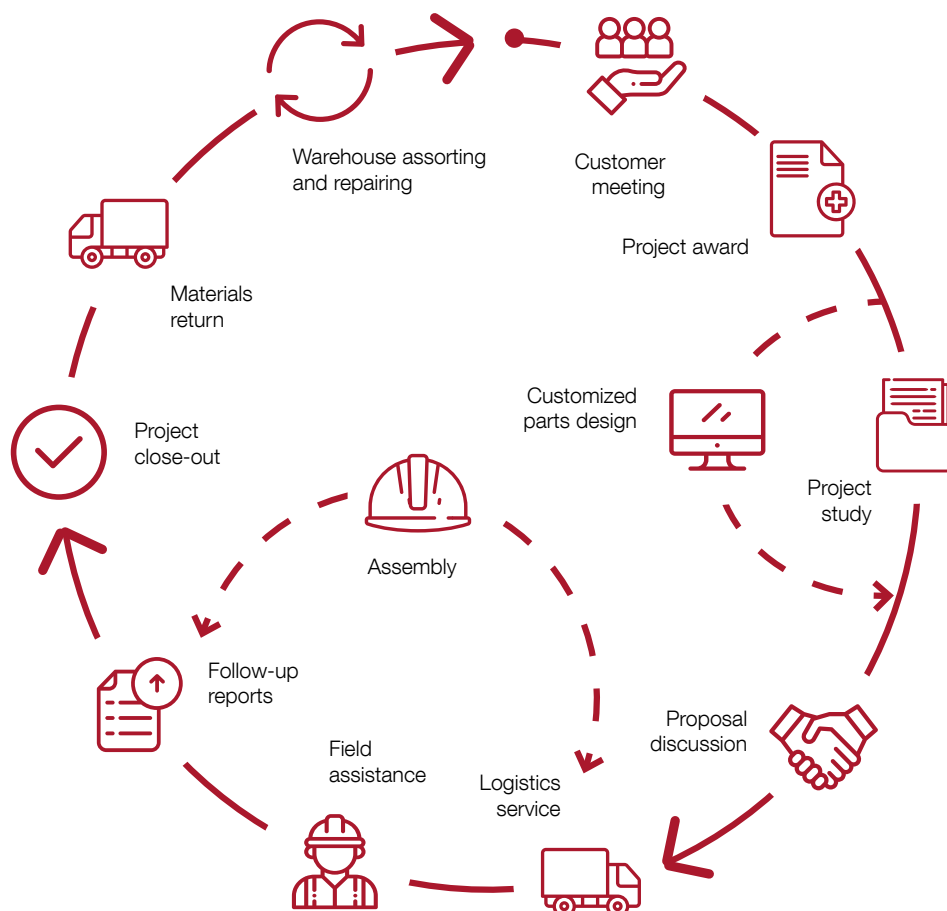 Warehouse assorting
and repairing
Customer
meeting
Project award
Materials
return
Customized
parts design
Project
close-out
Project
study
Assembly
Follow-up
reports
Proposal
discussion
Field
assistance
Logistics
service